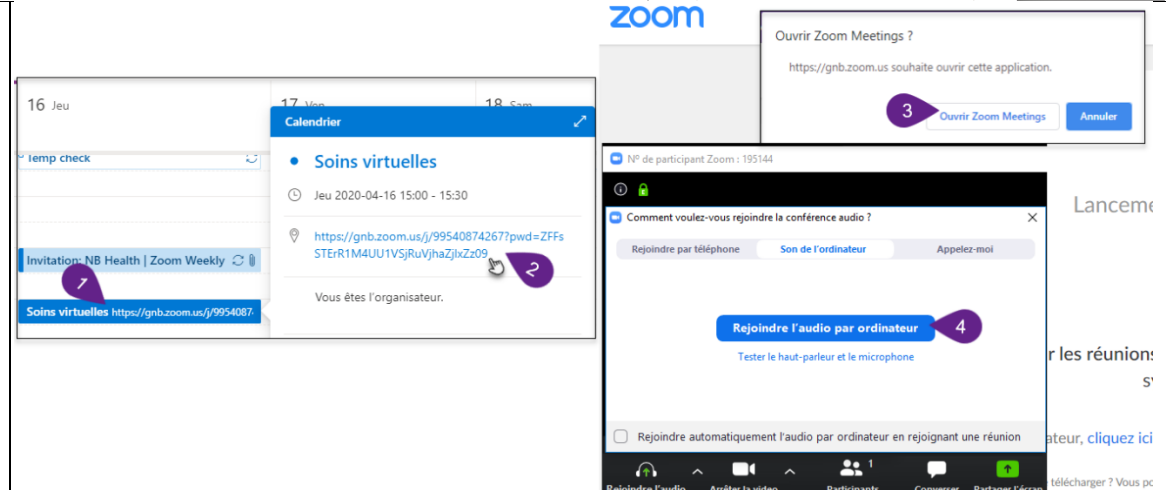 16 Jeu
17 Ven
18 Sam
Temp check
Invitation: NB Health | Zoom Weekly
1
Soins virtuelles https://gnb.zoom.us/j/9954087
Calendrier
Soins virtuelles
Jeu 2020-04-16 15:00 - 15:30
https://gnb.zoom.us/j/99540874267?pwd=ZFFs
STErR1M4UU1VSjRuVjhaZjlxZz09
2
Vous êtes l'organisateur.
zoom
Ouvrir Zoom Meetings ?
https://gnb.zoom.us souhaite ouvrir cette application.
3
Ouvrir Zoom Meetings
Annuler
Nº de participant Zoom : 195144
Comment voulez-vous rejoindre la conférence audio ?
Rejoindre par téléphone
Son de l'ordinateur
Appelez-moi
Rejoindre l'audio par ordinateur
4
Tester le haut-parleur et le microphone
Rejoindre automatiquement l'audio par ordinateur en rejoignant une réunion
Rejoindre l'audio
Arrêter la video
Participants
1
Converser
Partager l'écran
Lanceme
r les réunions
sy
ateur, cliquez ici
télécharger ? Vous po